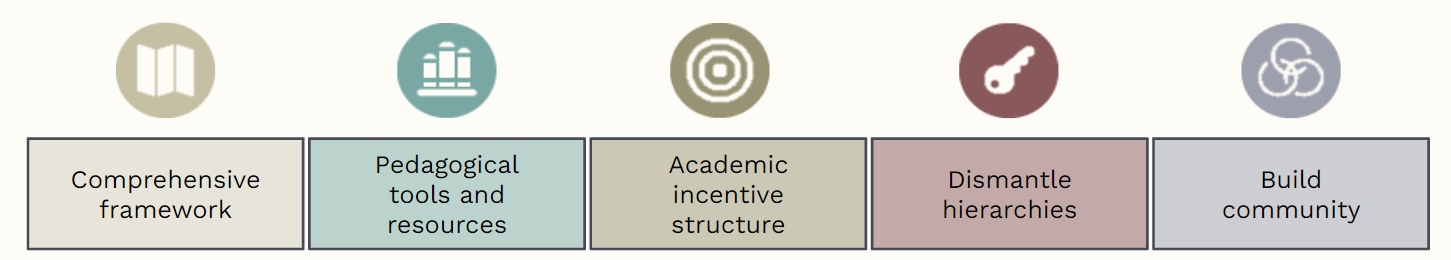 Comprehensive
framework
Pedagogical
tools and
resources
Academic
incentive
structure
Dismantle
hierarchies
Build
community